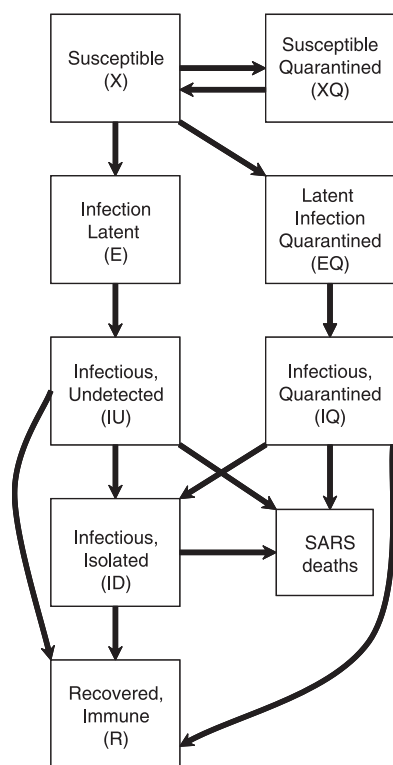 Susceptible
(X)
Susceptible
Quarantined
(XQ)
Infection
Latent
(E)
Latent
Infection
Quarantined
(EQ)
Infectious,
Undetected
(IU)
Infectious,
Quarantined
(IQ)
Infectious,
Isolated
(ID)
SARS
deaths
Recovered,
Immune
(R)